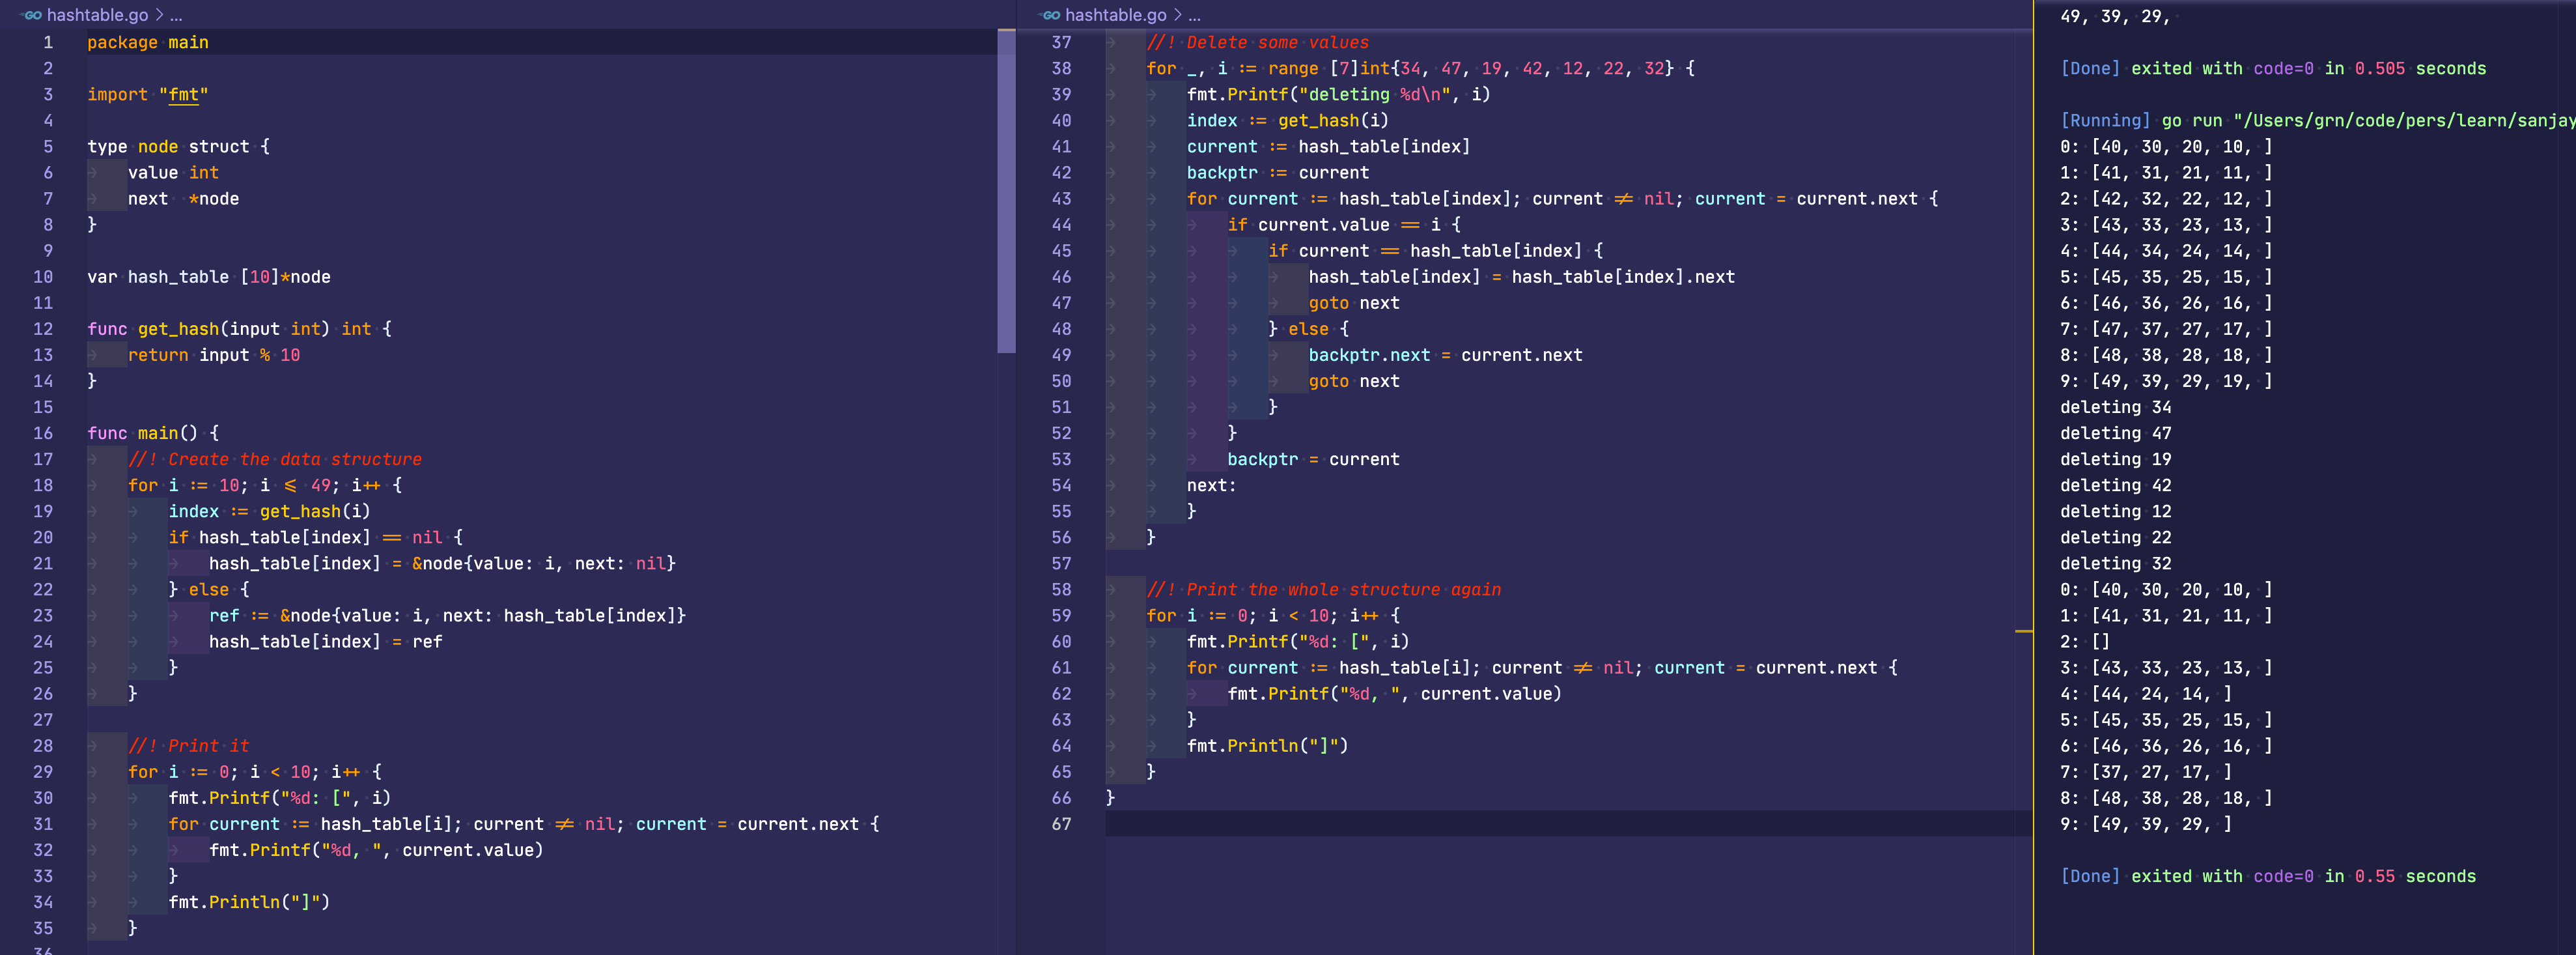 GO hashtable.go > ...
1 package main
2
3 import "fmt"
4
5 type node struct {
6 value int
7 next *node
8 }
9
10 var hash_table [10]*node
11
12 func get_hash(input int) int {
13 return input % 10
14 }
15
16 func main() {
17 //! Create the data structure
18 for i := 10; i <= 49; i++ {
19 index := get_hash(i)
20 if hash_table[index] == nil {
21 hash_table[index] = &node{value: i, next: nil}
22 } else {
23 ref := &node{value: i, next: hash_table[index]}
24 hash_table[index] = ref
25 }
26 }
27
28 //! Print it
29 for i := 0; i < 10; i++ {
30 fmt.Printf("%d: [", i)
31 for current := hash_table[i]; current != nil; current = current.next {
32 fmt.Printf("%d, ", current.value)
33 }
34 fmt.Println("]")
35 }
36
GO hashtable.go > ...
37 //! Delete some values
38 for _, i := range [7]int{34, 47, 19, 42, 12, 22, 32} {
39 fmt.Printf("deleting %d\n", i)
40 index := get_hash(i)
41 current := hash_table[index]
42 backptr := current
43 for current := hash_table[index]; current != nil; current = current.next {
44 if current.value == i {
45 if current == hash_table[index] {
46 hash_table[index] = hash_table[index].next
47 goto next
48 } else {
49 backptr.next = current.next
50 goto next
51 }
52 }
53 backptr = current
54 next:
55 }
56 }
57
58 //! Print the whole structure again
59 for i := 0; i < 10; i++ {
60 fmt.Printf("%d: [", i)
61 for current := hash_table[i]; current != nil; current = current.next {
62 fmt.Printf("%d, ", current.value)
63 }
64 fmt.Println("]")
65 }
66 }
67
49, 39, 29,
[Done] exited with code=0 in 0.505 seconds
[Running] go run "/Users/grn/code/pers/learn/sanjay
0: [40, 30, 20, 10, ]
1: [41, 31, 21, 11, ]
2: [42, 32, 22, 12, ]
3: [43, 33, 23, 13, ]
4: [44, 34, 24, 14, ]
5: [45, 35, 25, 15, ]
6: [46, 36, 26, 16, ]
7: [47, 37, 27, 17, ]
8: [48, 38, 28, 18, ]
9: [49, 39, 29, 19, ]
deleting 34
deleting 47
deleting 19
deleting 42
deleting 12
deleting 22
deleting 32
0: [40, 30, 20, 10, ]
1: [41, 31, 21, 11, ]
2: []
3: [43, 33, 23, 13, ]
4: [44, 24, 14, ]
5: [45, 35, 25, 15, ]
6: [46, 36, 26, 16, ]
7: [37, 27, 17, ]
8: [48, 38, 28, 18, ]
9: [49, 39, 29, ]
[Done] exited with code=0 in 0.55 seconds